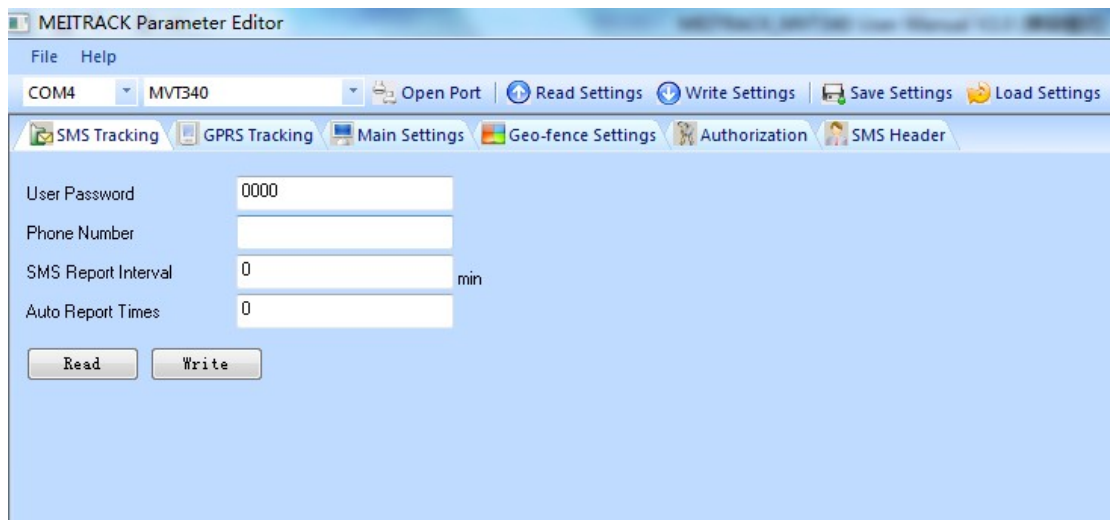 MEITRACK Parameter Editor
File Help
COM4 MVT340 Open Port Read Settings Write Settings Save Settings Load Settings
SMS Tracking GPRS Tracking Main Settings Geo-fence Settings Authorization SMS Header
User Password 0000
Phone Number
SMS Report Interval 0 min
Auto Report Times 0
Read Write